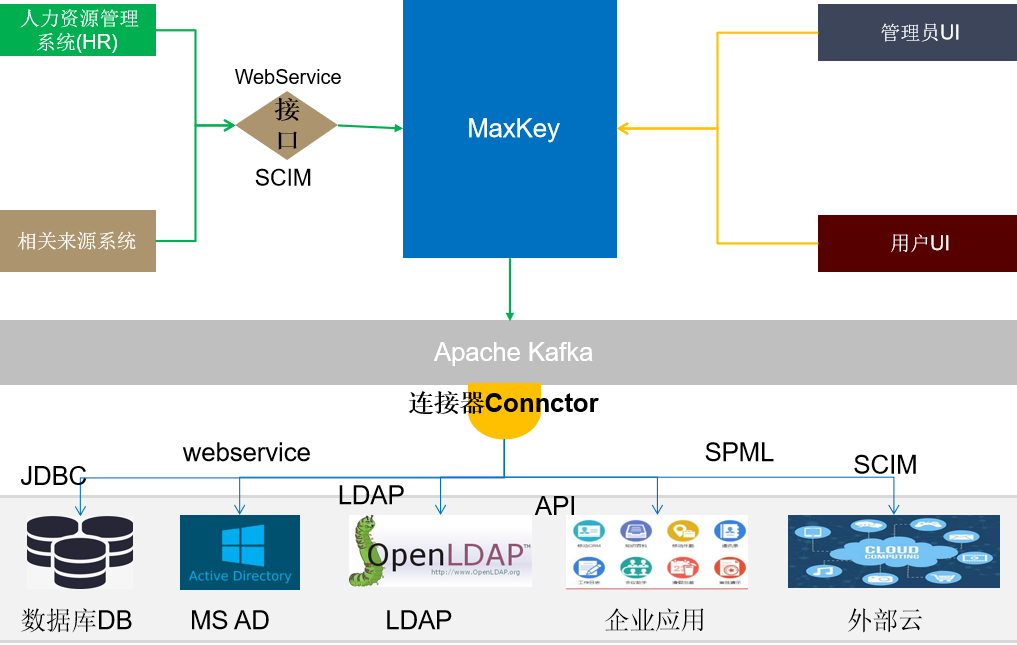 人力资源管理
系统(HR)
管理员UI
WebService
接
口
SCIM
MaxKey
相关来源系统
用户UI
Apache Kafka
连接器Connctor
webservice
SPML
JDBC
SCIM
LDAP
API
Active Directory
OpenLDAP™
http://www.OpenLDAP.org
CLOUD
COMPUTING
数据库DB
MS AD
LDAP
企业应用
外部云